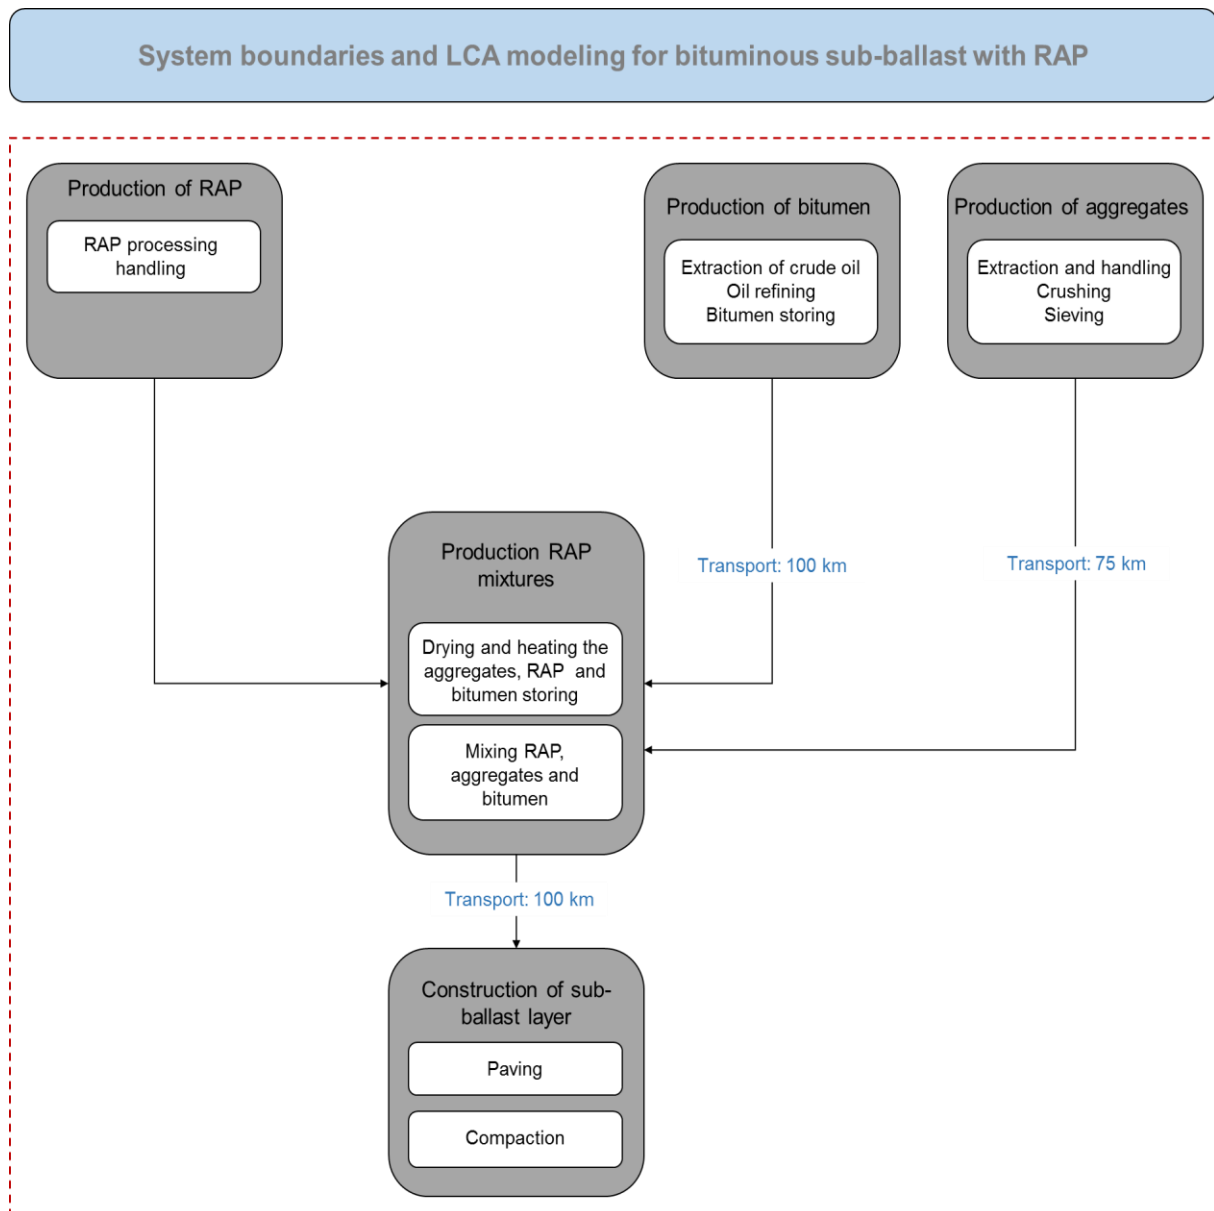 System boundaries and LCA modeling for bituminous sub-ballast with RAP
Production of RAP
RAP processing
handling
Production of bitumen
Extraction of crude oil
Oil refining
Bitumen storing
Production of aggregates
Extraction and handling
Crushing
Sieving
Transport: 100 km
Transport: 75 km
Production RAP
mixtures
Drying and heating the
aggregates, RAP and
bitumen storing
Mixing RAP,
aggregates and
bitumen
Transport: 100 km
Construction of sub-
ballast layer
Paving
Compaction